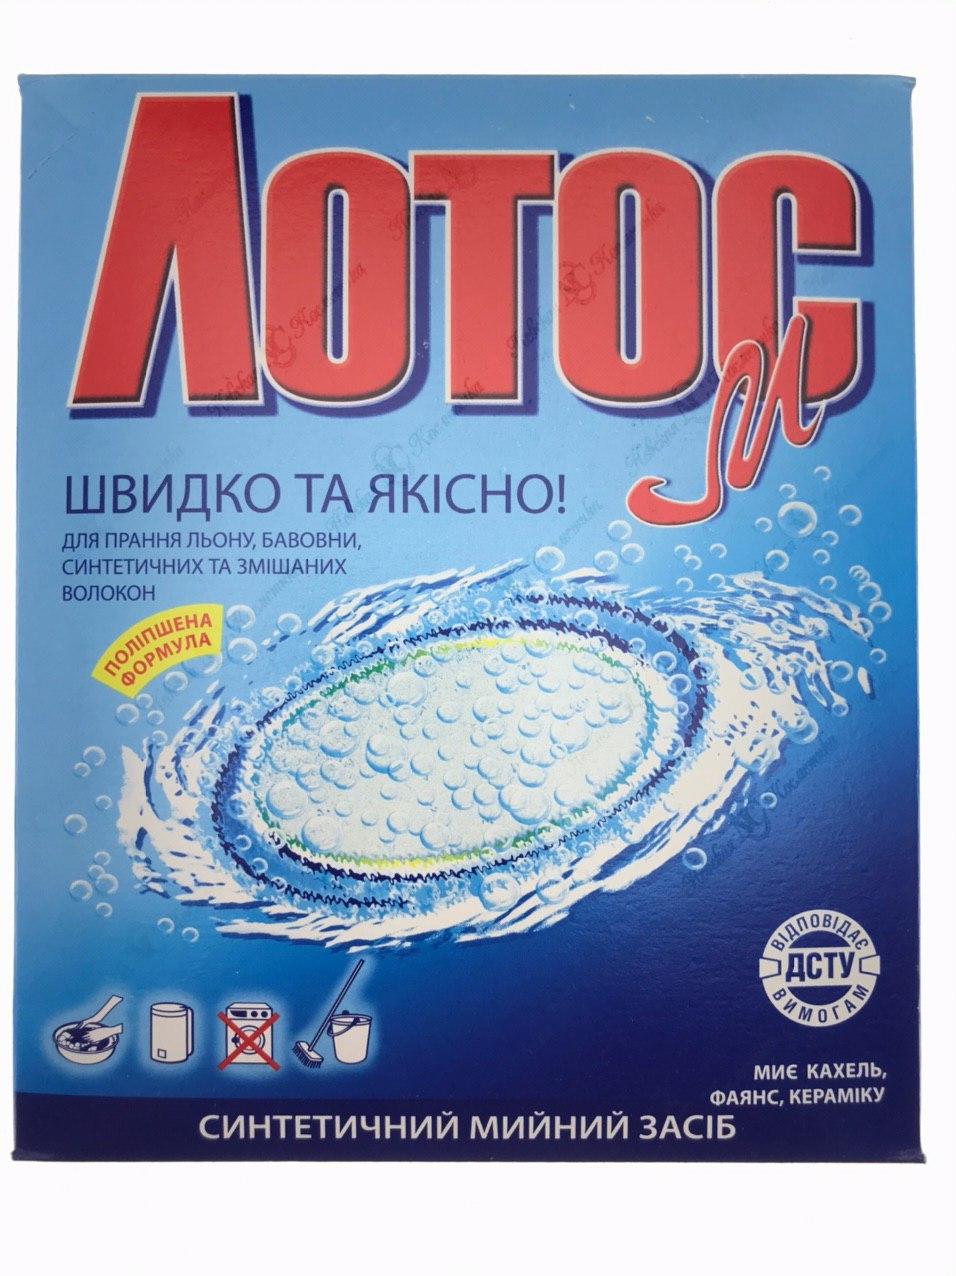 ЛОТОС
М
ШВИДКО ТА ЯКІСНО!
ДЛЯ ПРАННЯ ЛЬОНУ, БАВОВНИ,
СИНТЕТИЧНИХ ТА ЗМІШАНИХ
ВОЛОКОН
ПОЛІПШЕНА
ФОРМУЛА
ВІДПОВІДАЄ
ДСТУ
ВИМОГАМ
МИЄ КАХЕЛЬ,
ФАЯНС, КЕРАМІКУ
СИНТЕТИЧНИЙ МИЙНИЙ ЗАСІБ